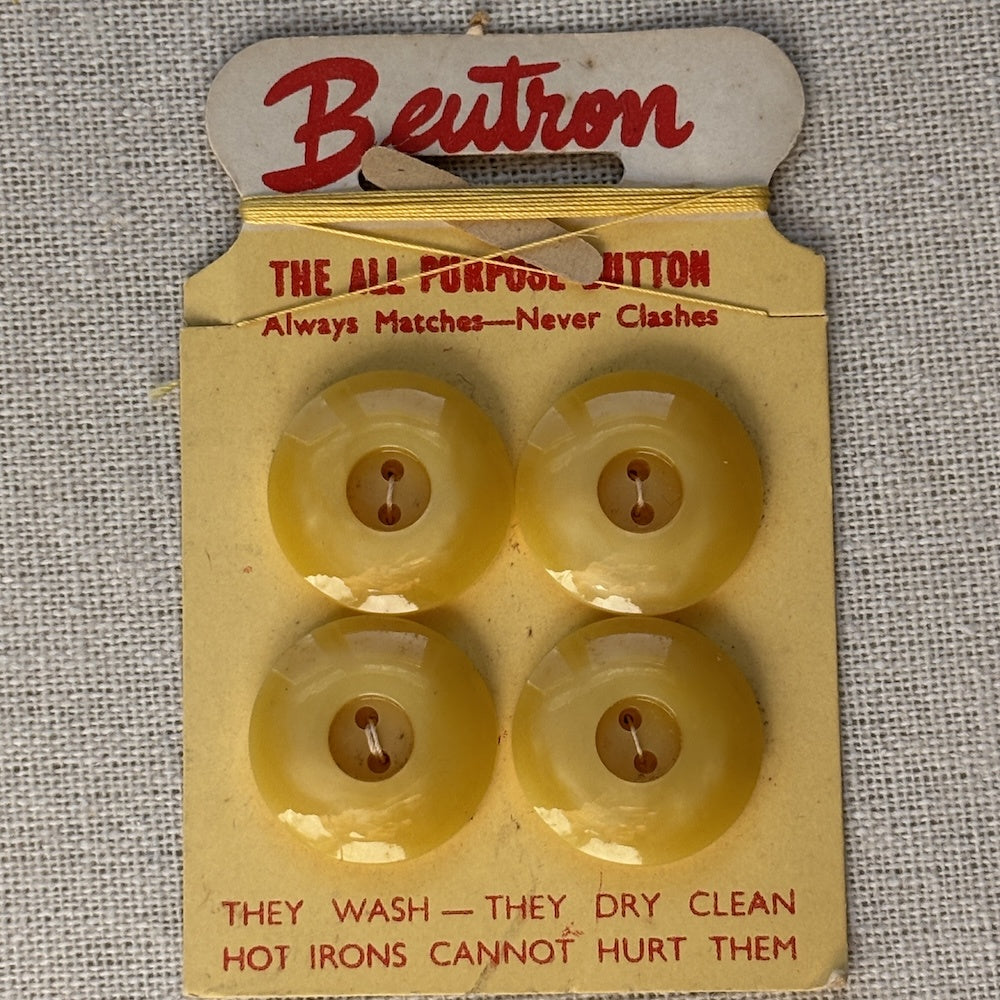 Beutron
THE ALL PURPOSE BUTTON
Always Matches—Never Clashes
THEY WASH — THEY DRY CLEAN
HOT IRONS CANNOT HURT THEM